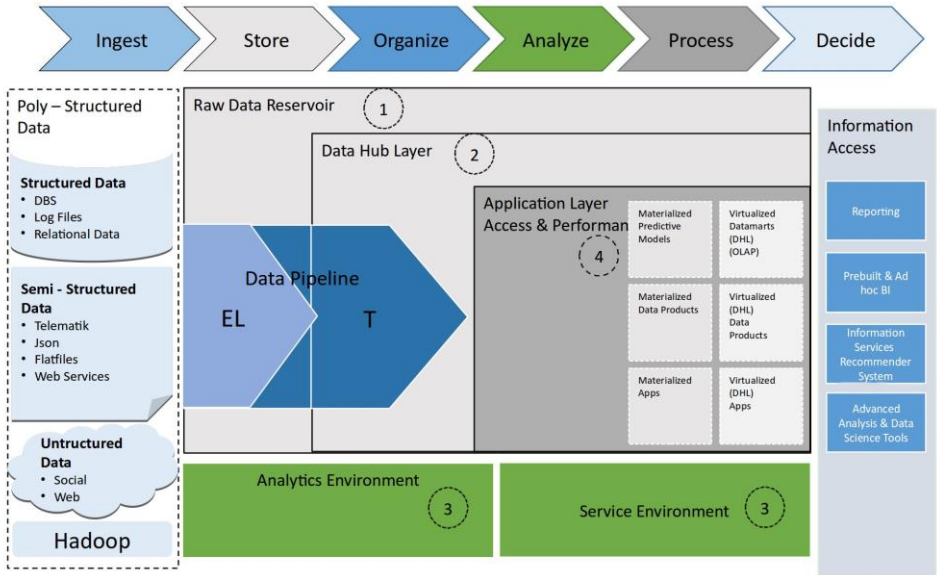 Ingest
Store
Organize
Analyze
Process
Decide
Poly – Structured
Data
Structured Data
• DBS
• Log Files
• Relational Data
Semi - Structured
Data
• Telematik
• Json
• Flatfiles
• Web Services
Untructured
Data
• Social
• Web
Hadoop
Raw Data Reservoir
1
Data Hub Layer
2
Data Pipeline
EL
T
Application Layer
Access & Performan
4
Materialized
Predictive
Models
Virtualized
Datamarts
(DHL)
(OLAP)
Materialized
Data Products
Virtualized
(DHL)
Data
Products
Materialized
Apps
Virtualized
(DHL)
Apps
Analytics Environment
3
Service Environment
3
Information
Access
Reporting
Prebuilt & Ad
hoc BI
Information
Services
Recommender
System
Advanced
Analysis & Data
Science Tools